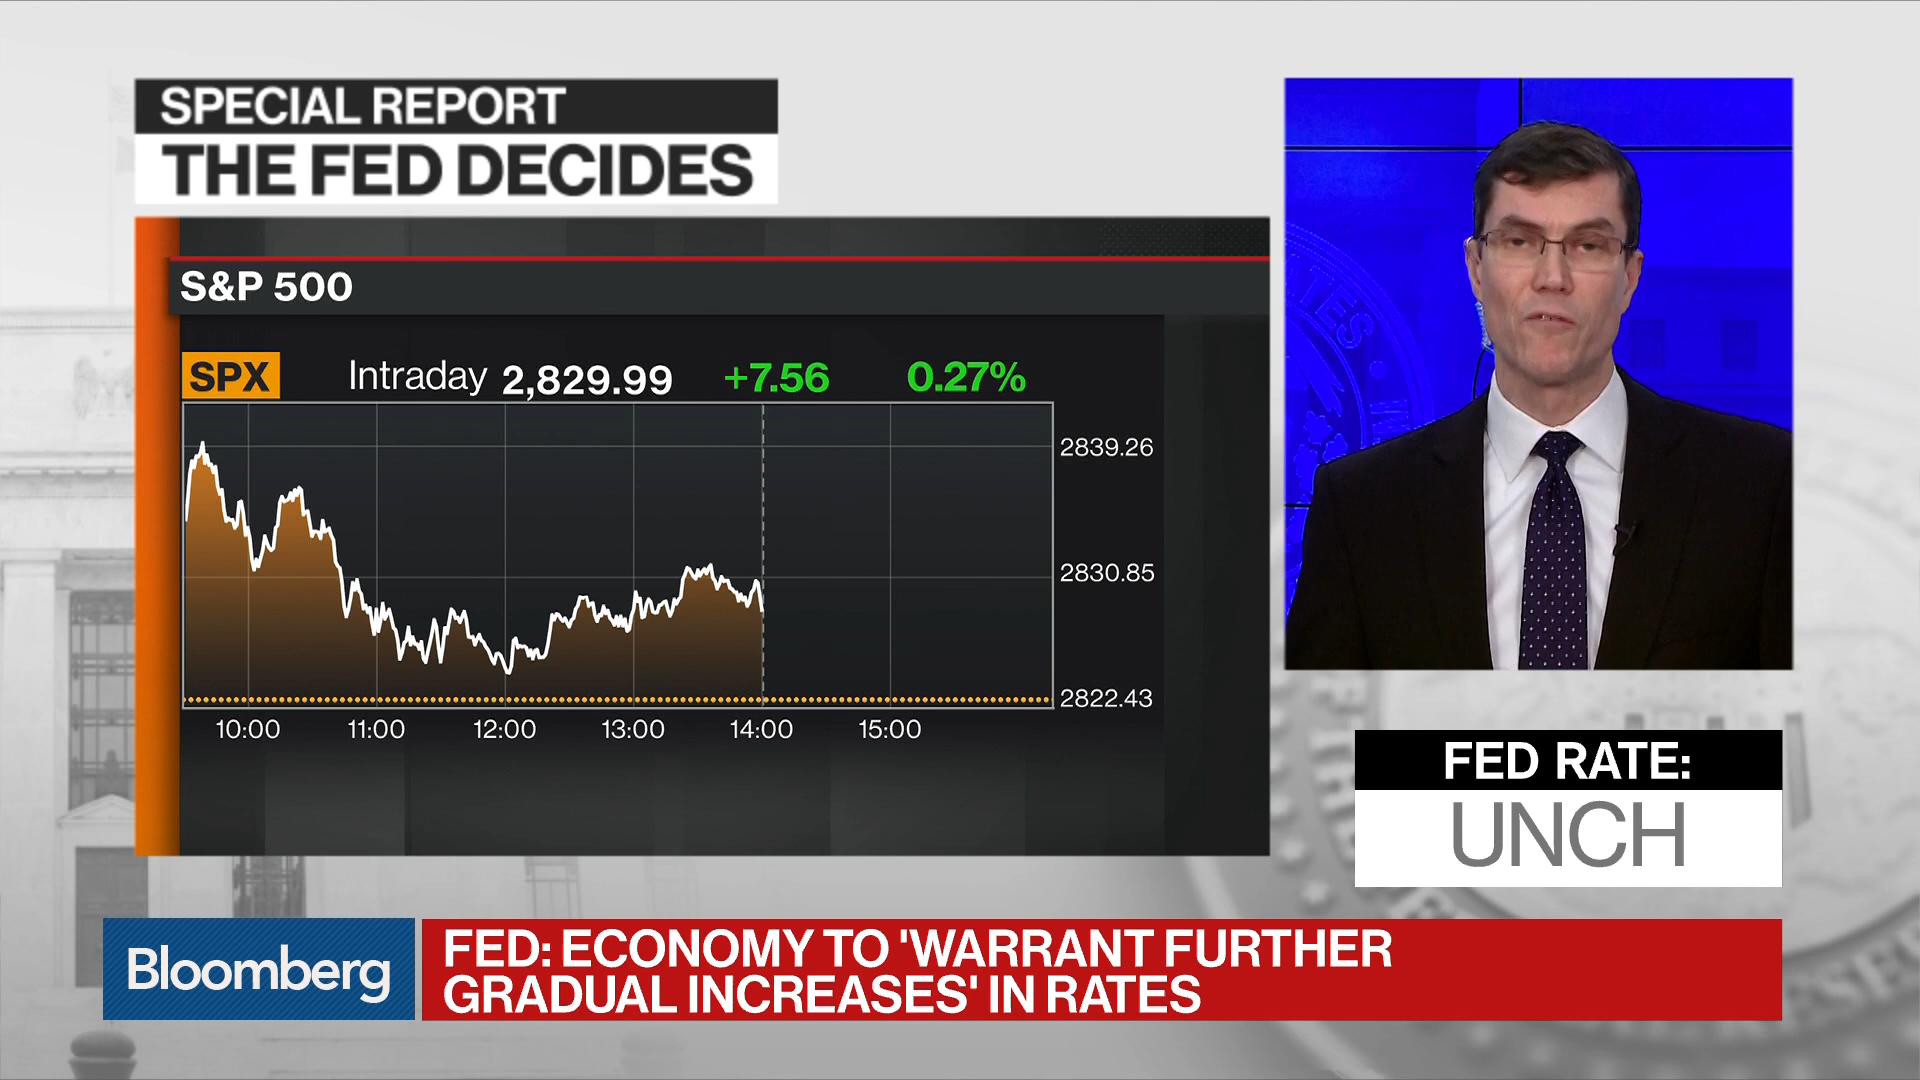 SPECIAL REPORT
THE FED DECIDES
S&P 500
SPX Intraday 2,829.99 +7.56 0.27%
2839.26
2830.85
2822.43
10:00 11:00 12:00 13:00 14:00 15:00
FED RATE:
UNCH
Bloomberg
FED: ECONOMY TO 'WARRANT FURTHER
GRADUAL INCREASES' IN RATES